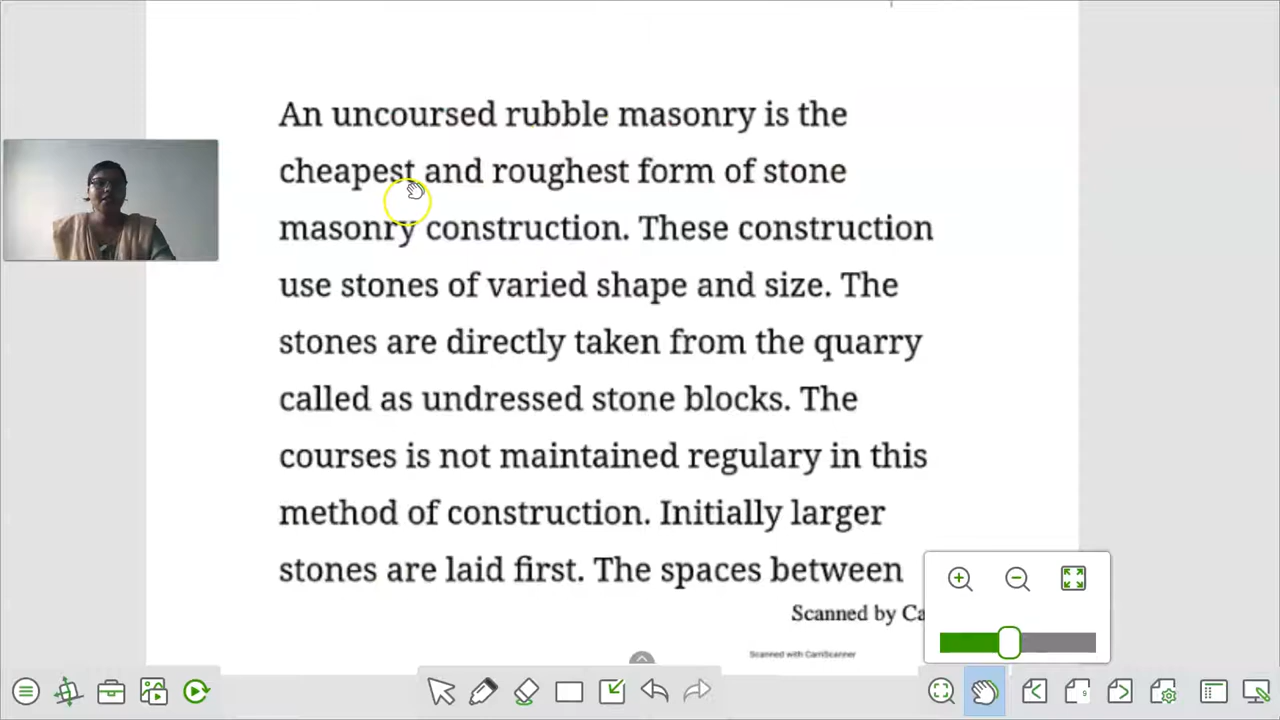 An uncoursed rubble masonry is the
cheapest and roughest form of stone
masonry construction. These construction
use stones of varied shape and size. The
stones are directly taken from the quarry
called as undressed stone blocks. The
courses is not maintained regulary in this
method of construction. Initially larger
stones are laid first. The spaces between
Scanned by Ca
Scanned with CamScanner
9